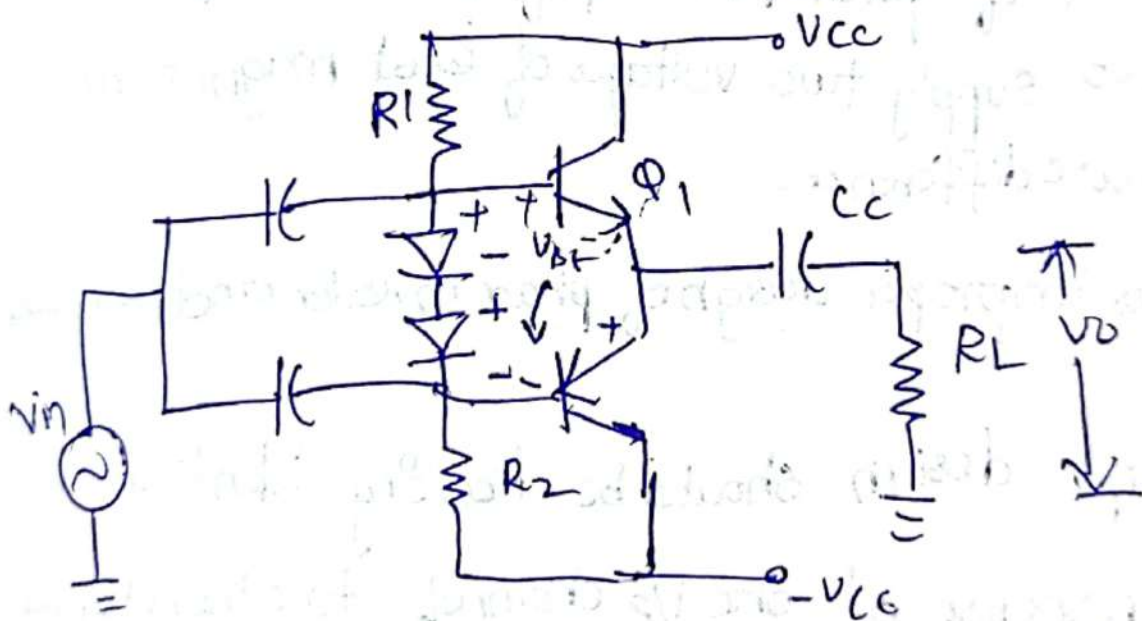 VCC
R1
Q1
CC
+
+
-
VBE
-
+
-
+
-
RL
Vo
Vin
R2
-VCC